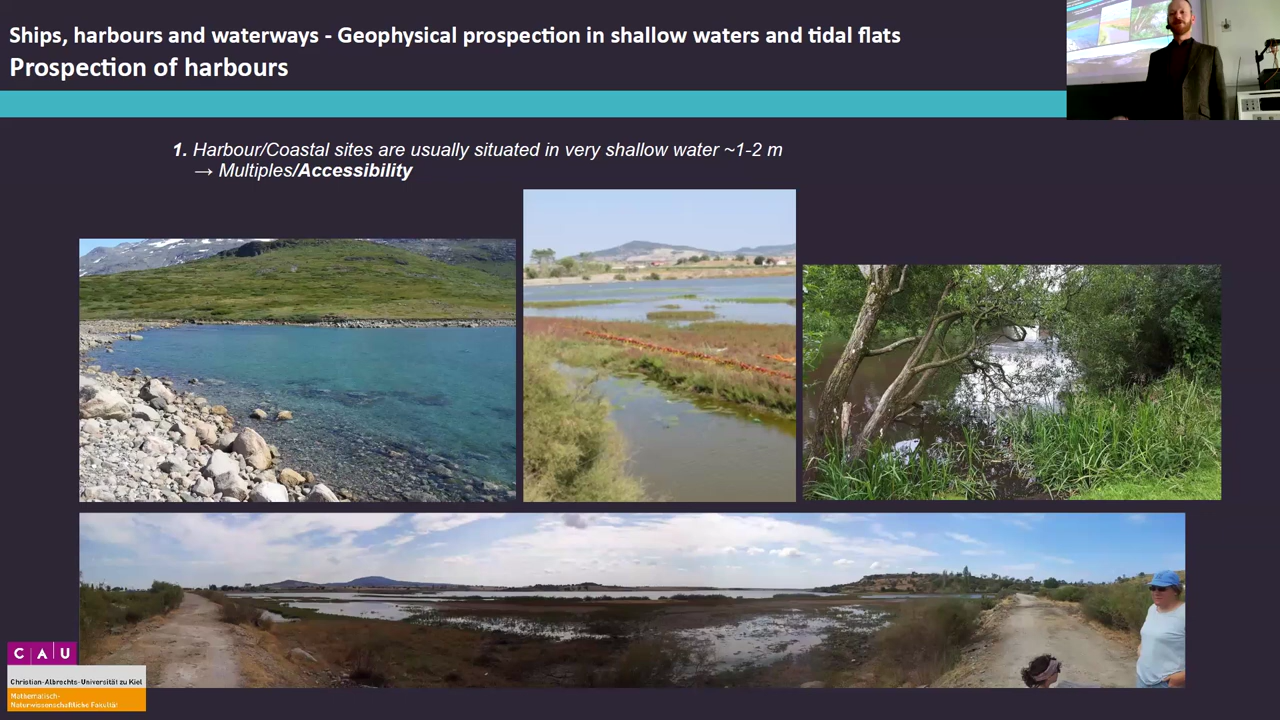 Ships, harbours and waterways - Geophysical prospection in shallow waters and tidal flats
Prospection of harbours
1. Harbour/Coastal sites are usually situated in very shallow water ~1-2 m
→ Multiples/Accessibility
C A U
Christian-Albrechts-Universität zu Kiel
Mathematisch-
Naturwissenschaftliche Fakultät